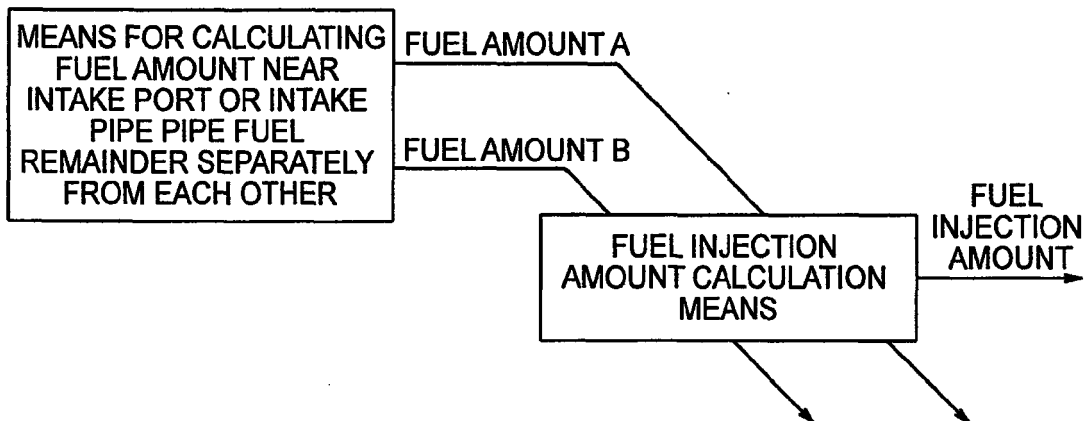 MEANS FOR CALCULATING
FUEL AMOUNT NEAR
INTAKE PORT OR INTAKE
PIPE PIPE FUEL
REMAINDER SEPARATELY
FROM EACH OTHER
FUEL AMOUNT A
FUEL AMOUNT B
FUEL INJECTION
AMOUNT CALCULATION
MEANS
FUEL
INJECTION
AMOUNT